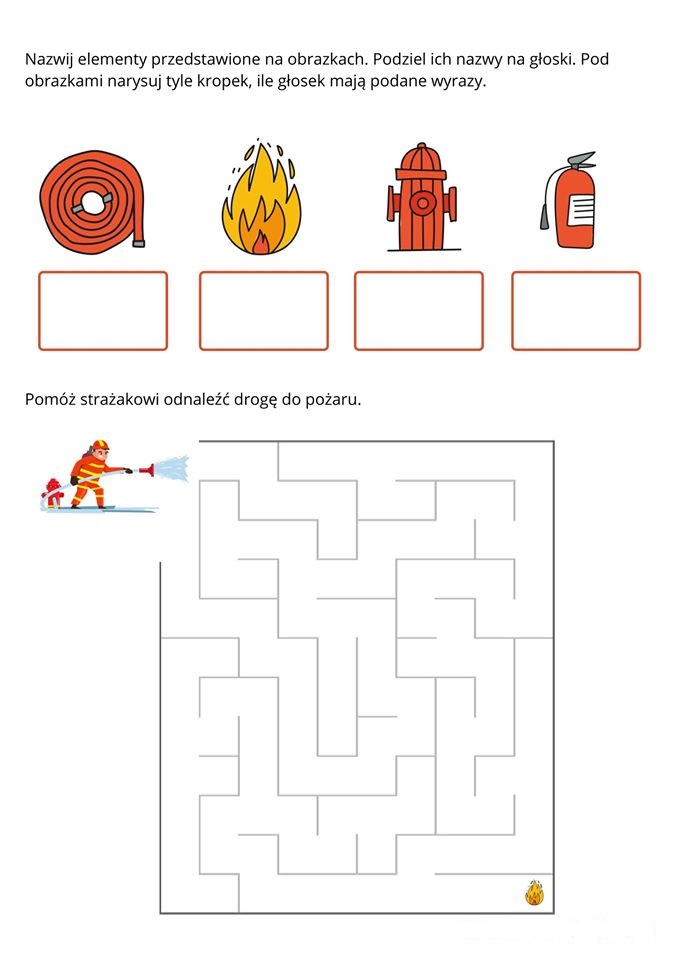 Nazwij elementy przedstawione na obrazkach. Podziel ich nazwy na głoski. Pod
obrazkami narysuj tyle kropek, ile głosek mają podane wyrazy.
Pomóż strażakowi odnaleźć drogę do pożaru.